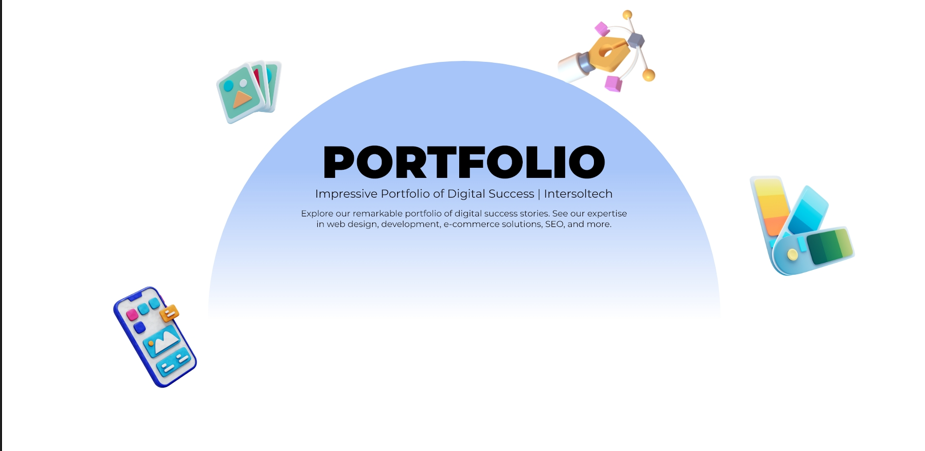 PORTFOLIO
Impressive Portfolio of Digital Success | Intersoltech
Explore our remarkable portfolio of digital success stories. See our expertise
in web design, development, e-commerce solutions, SEO, and more.